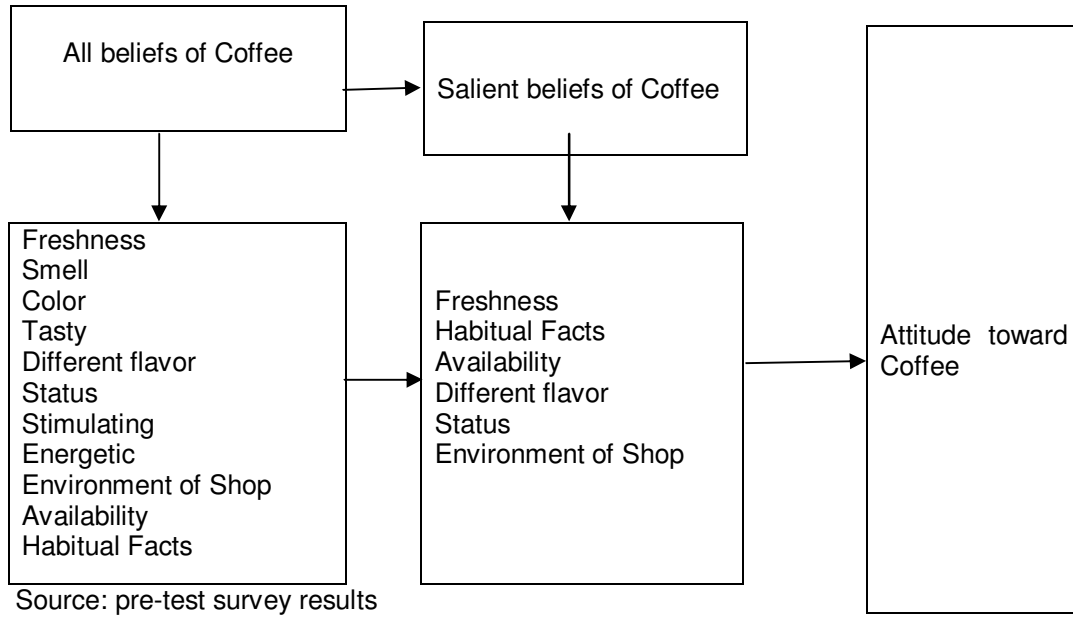 All beliefs of Coffee
Salient beliefs of Coffee
Freshness
Smell
Color
Tasty
Different flavor
Status
Stimulating
Energetic
Environment of Shop
Availability
Habitual Facts
Freshness
Habitual Facts
Availability
Different flavor
Status
Environment of Shop
Attitude toward
Coffee
Source: pre-test survey results